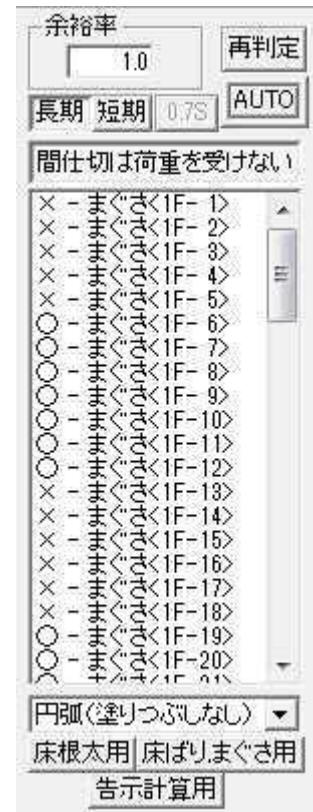 余裕率
1.0
再判定
長期 短期 0.7S AUTO
間仕切は荷重を受けない
× - まぐさ<1F- 1>
× - まぐさ<1F- 2>
× - まぐさ<1F- 3>
× - まぐさ<1F- 4>
× - まぐさ<1F- 5>
○ - まぐさ<1F- 6>
○ - まぐさ<1F- 7>
○ - まぐさ<1F- 8>
○ - まぐさ<1F- 9>
○ - まぐさ<1F-10>
○ - まぐさ<1F-11>
○ - まぐさ<1F-12>
× - まぐさ<1F-13>
× - まぐさ<1F-14>
× - まぐさ<1F-15>
× - まぐさ<1F-16>
× - まぐさ<1F-17>
× - まぐさ<1F-18>
○ - まぐさ<1F-19>
○ - まぐさ<1F-20>
円弧(塗りつぶしなし)
床根太用 床ばり,まぐさ用
告示計算用